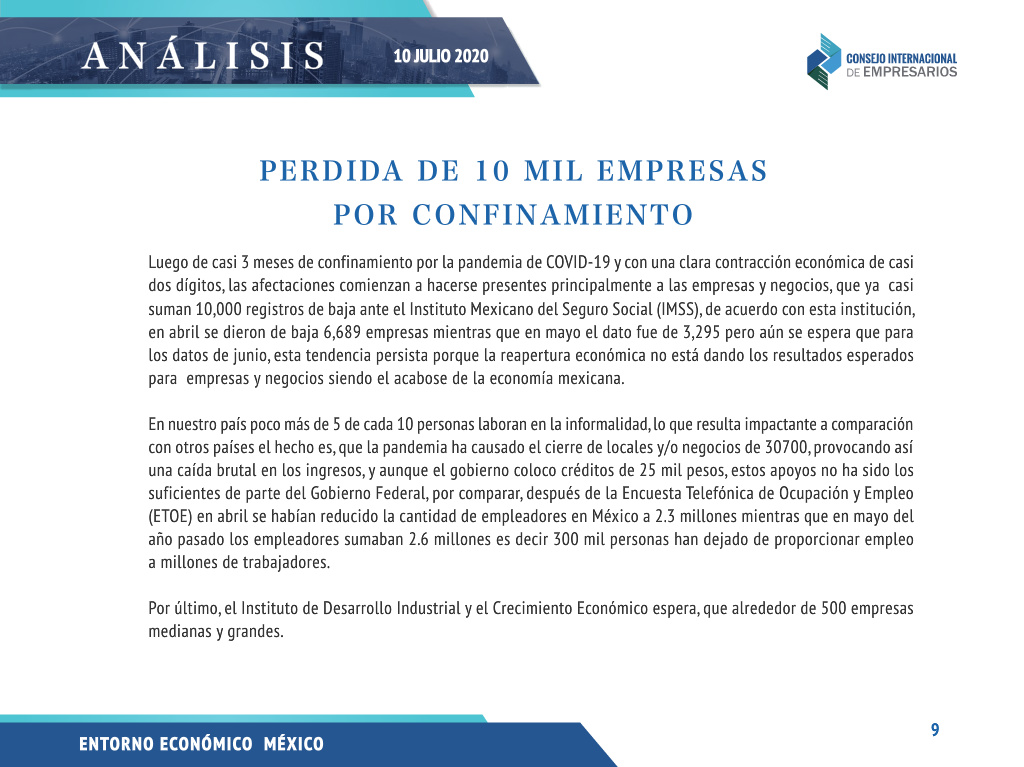 ANÁLISIS
10 JULIO 2020
CONSEJO INTERNACIONAL
DE EMPRESARIOS
PERDIDA DE 10 MIL EMPRESAS
POR CONFINAMIENTO
Luego de casi 3 meses de confinamiento por la pandemia de COVID-19 y con una clara contracción económica de casi
dos dígitos, las afectaciones comienzan a hacerse presentes principalmente a las empresas y negocios, que ya  casi
suman 10,000 registros de baja ante el Instituto Mexicano del Seguro Social (IMSS), de acuerdo con esta institución,
en abril se dieron de baja 6,689 empresas mientras que en mayo el dato fue de 3,295 pero aún se espera que para
los datos de junio, esta tendencia persista porque la reapertura económica no está dando los resultados esperados
para  empresas y negocios siendo el acabose de la economía mexicana.
En nuestro país poco más de 5 de cada 10 personas laboran en la informalidad, lo que resulta impactante a comparación
con otros países el hecho es, que la pandemia ha causado el cierre de locales y/o negocios de 30700, provocando así
una caída brutal en los ingresos, y aunque el gobierno coloco créditos de 25 mil pesos, estos apoyos no ha sido los
suficientes de parte del Gobierno Federal, por comparar, después de la Encuesta Telefónica de Ocupación y Empleo
(ETOE) en abril se habían reducido la cantidad de empleadores en México a 2.3 millones mientras que en mayo del
año pasado los empleadores sumaban 2.6 millones es decir 300 mil personas han dejado de proporcionar empleo
a millones de trabajadores.
Por último, el Instituto de Desarrollo Industrial y el Crecimiento Económico espera, que alrededor de 500 empresas
medianas y grandes.
ENTORNO ECONÓMICO  MÉXICO
9